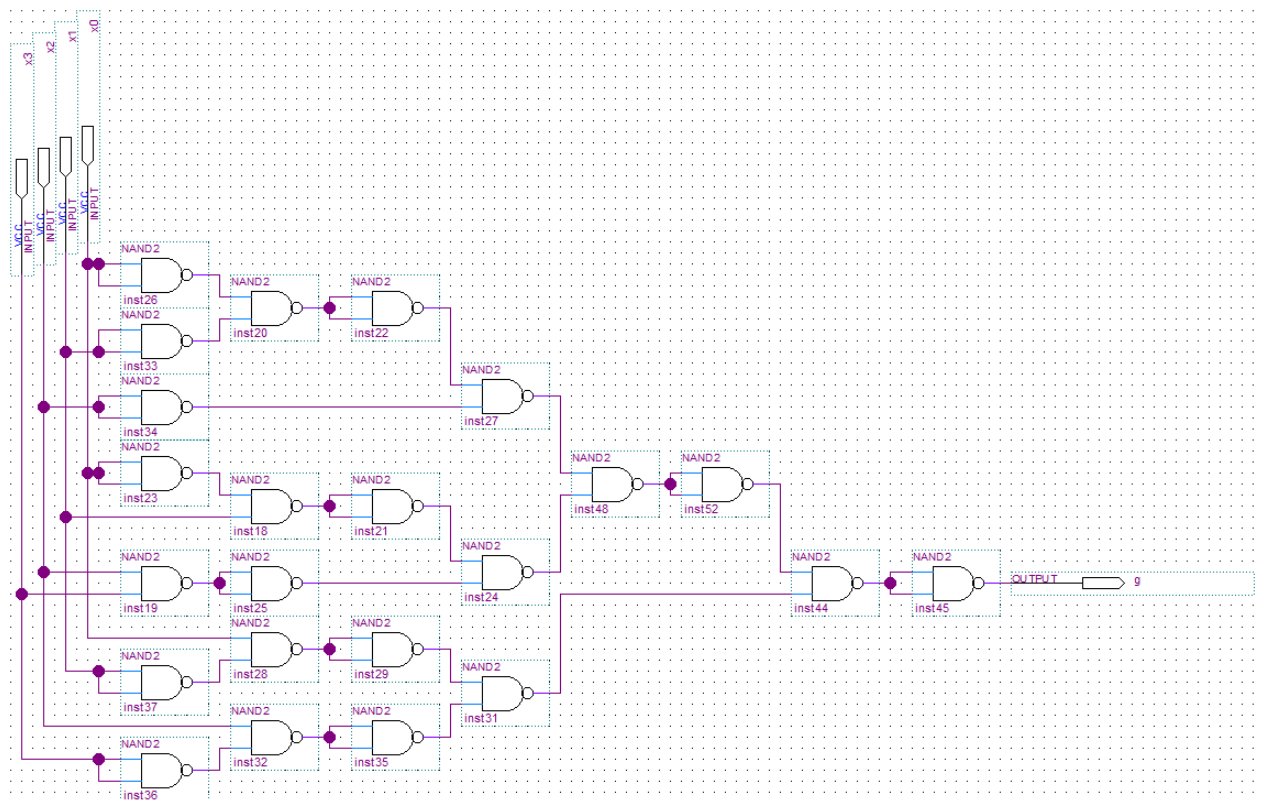 x0
x1
x2
x3
VCC
INPUT
VCC
INPUT
VCC
INPUT
VCC
INPUT
NAND2
inst26
NAND2
inst20
NAND2
inst22
NAND2
inst33
NAND2
inst27
NAND2
inst34
NAND2
inst23
NAND2
inst48
NAND2
inst52
NAND2
inst18
NAND2
inst21
NAND2
inst24
NAND2
inst19
NAND2
inst25
NAND2
inst44
NAND2
inst45
OUTPUT
g
NAND2
inst28
NAND2
inst29
NAND2
inst37
NAND2
inst31
NAND2
inst32
NAND2
inst35
NAND2
inst36